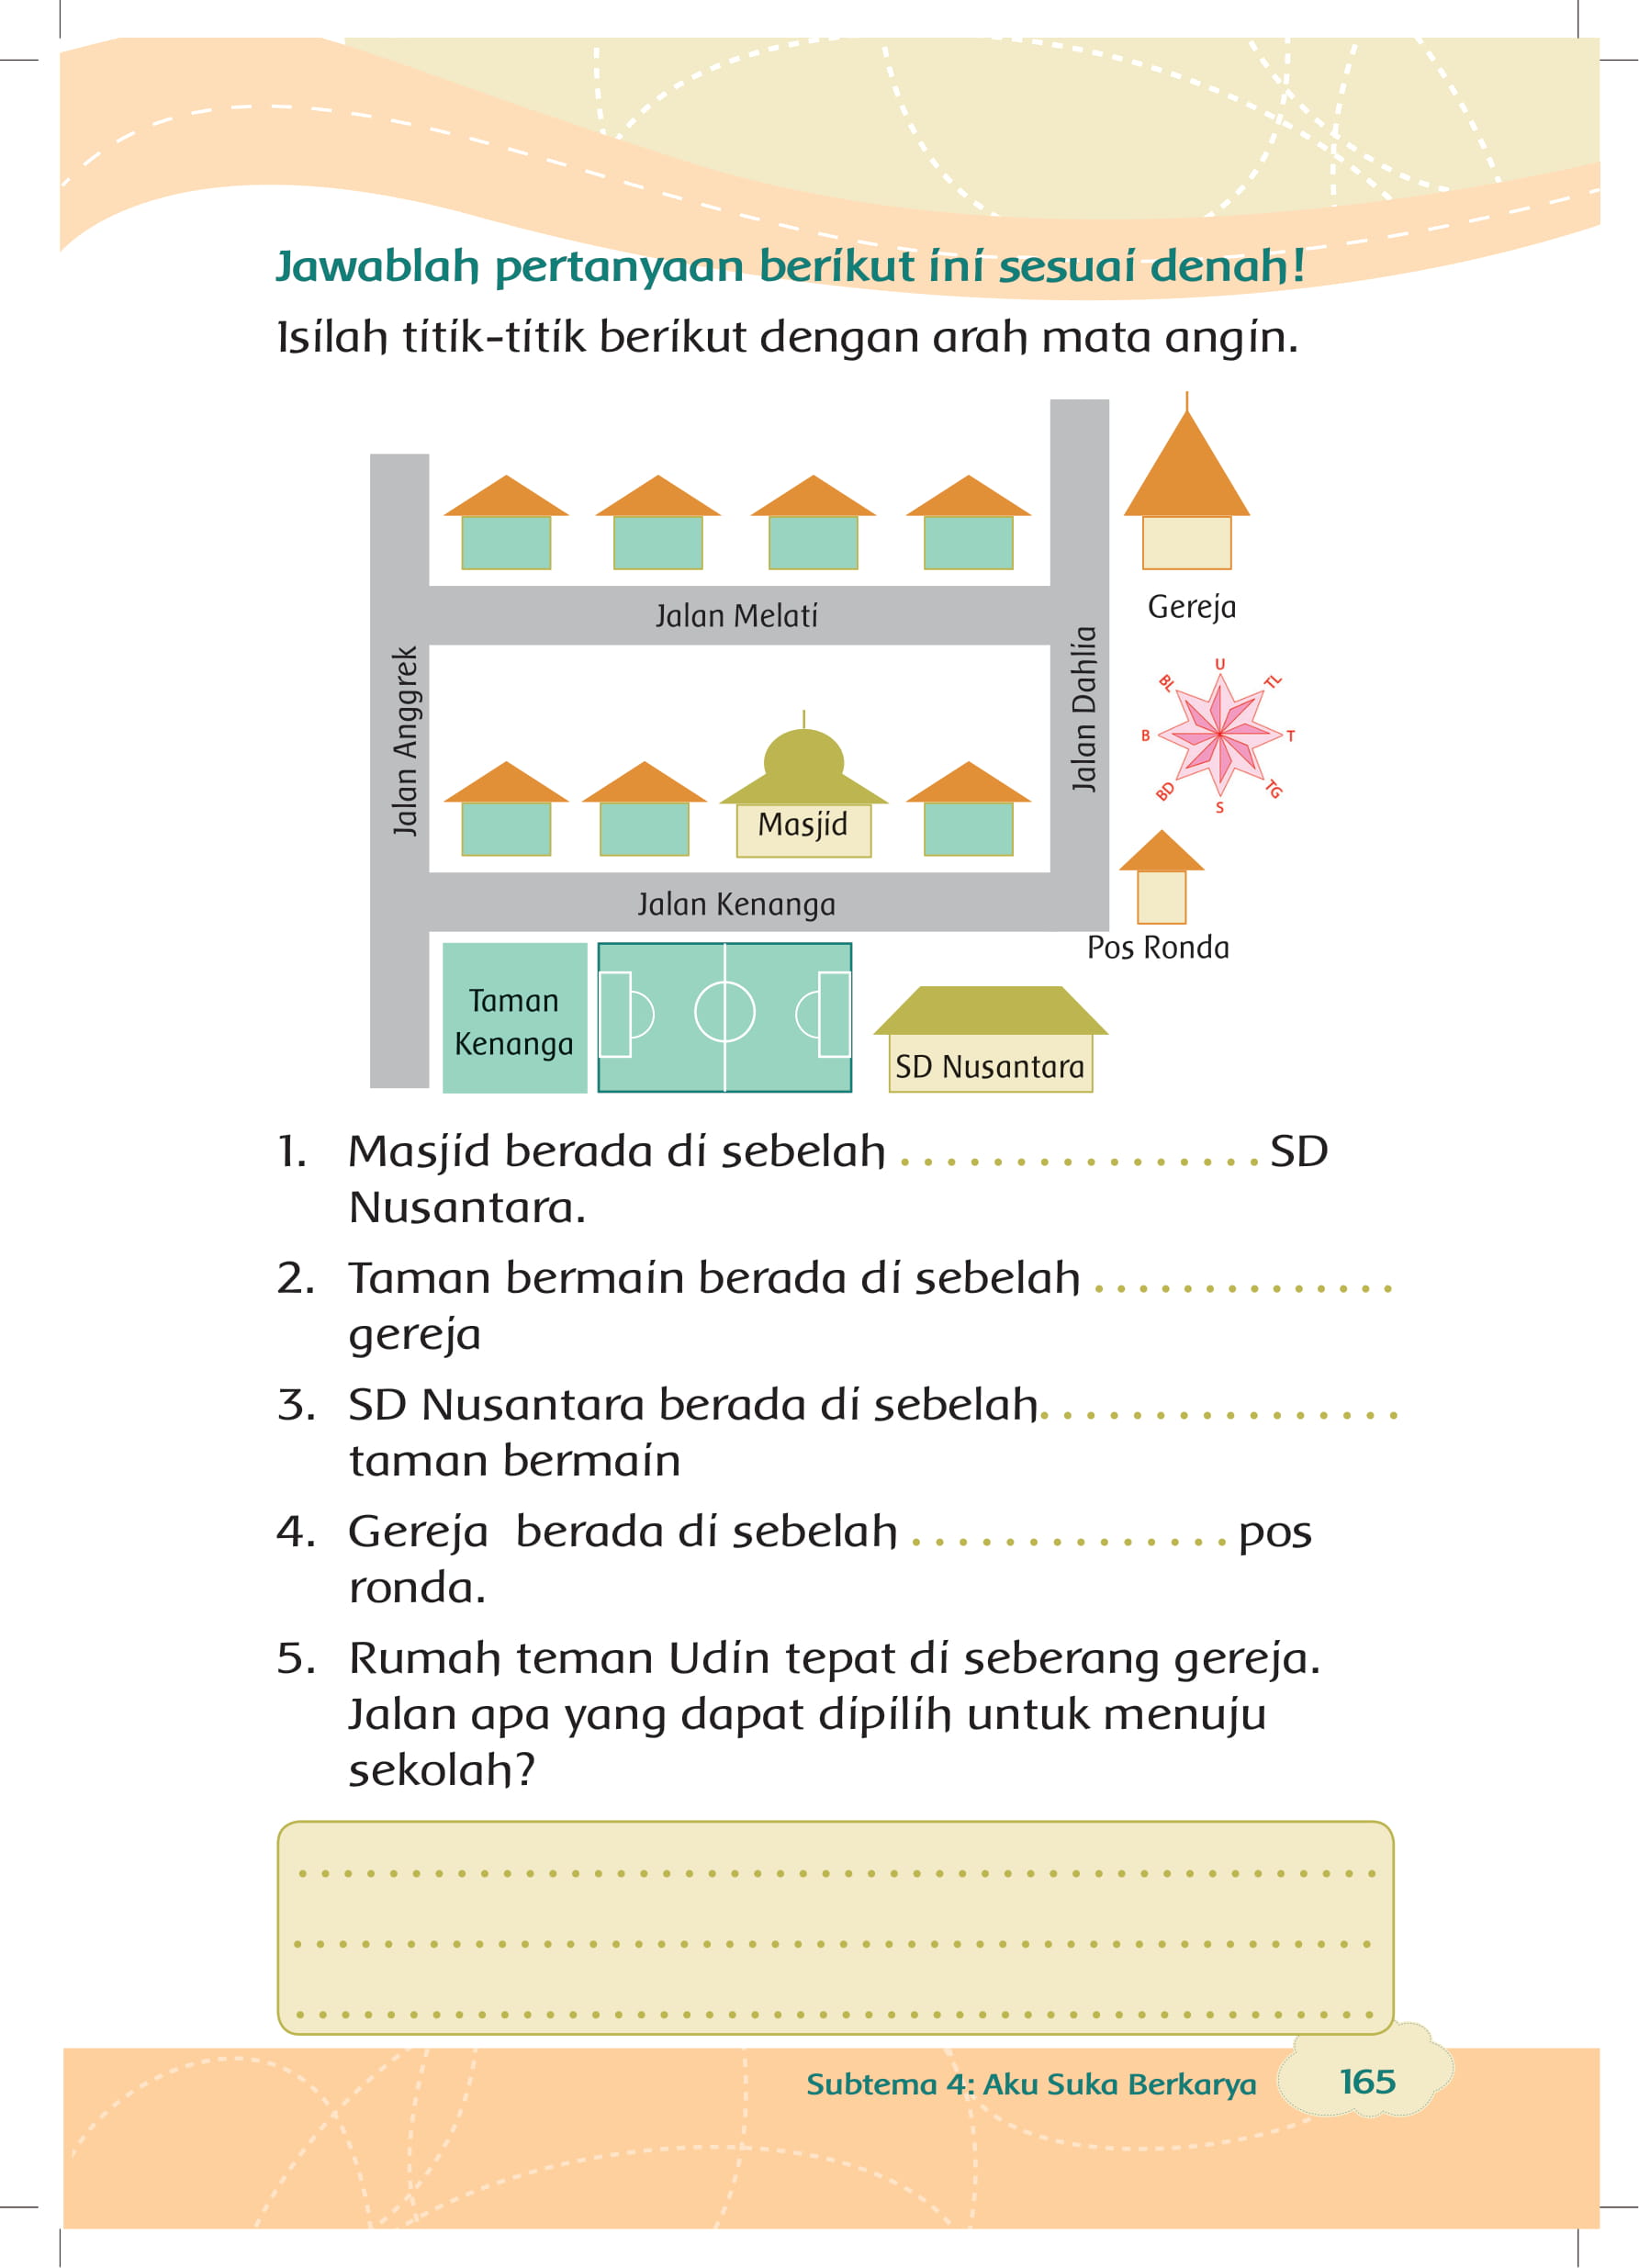 Jawablah pertanyaan berikut ini sesuai denah!
Isilah titik-titik berikut dengan arah mata angin.
Jalan Melati
Gereja
Jalan Anggrek
Jalan Dahlia
U
BL
TL
B
T
BD
TG
S
Masjid
Jalan Kenanga
Pos Ronda
Taman
Kenanga
SD Nusantara
1. Masjid berada di sebelah . . . . . . . . . . . . . . . . SD
Nusantara.
2. Taman bermain berada di sebelah . . . . . . . . . . . . . .
gereja
3. SD Nusantara berada di sebelah. . . . . . . . . . . . . . . .
taman bermain
4. Gereja berada di sebelah . . . . . . . . . . . . . . pos
ronda.
5. Rumah teman Udin tepat di seberang gereja.
Jalan apa yang dapat dipilih untuk menuju
sekolah?
Subtema 4: Aku Suka Berkarya
165